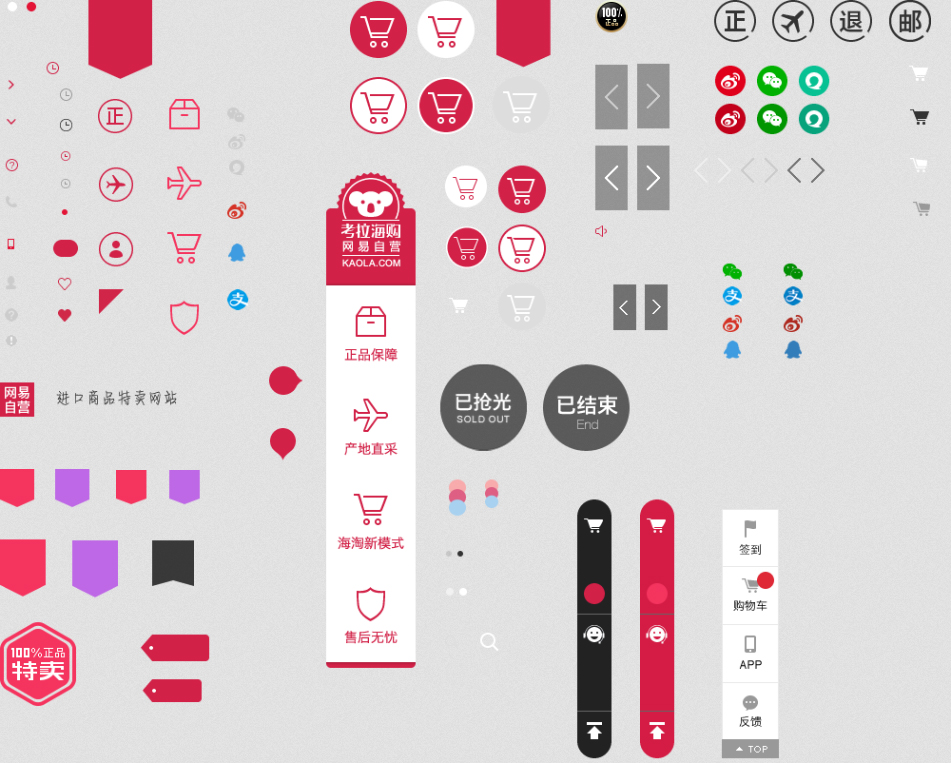 100%
正品
正
退
邮
正
考拉海购
网易自营
KAOLA.COM
正品保障
产地直采
海淘新模式
售后无忧
网易
自营
进口商品特卖网站
已抢光
SOLD OUT
已结束
End
支
支
支
100%正品
特卖
签到
购物车
APP
反馈
TOP